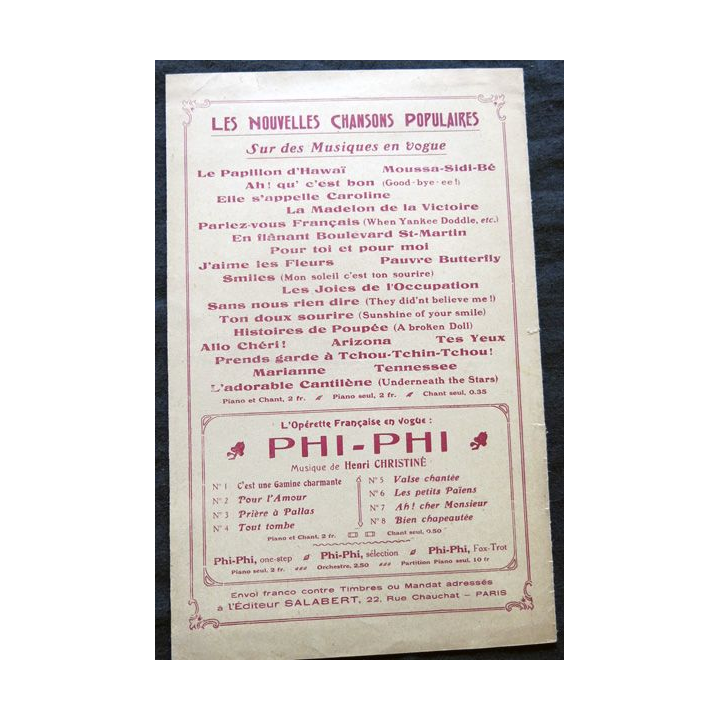 LES NOUVELLES CHANSONS POPULAIRES
Sur des Musiques en Vogue
Le Papillon d'Hawaï Moussa-Sidi-Bé
Ah! qu' c'est bon (Good-bye-ee!)
Elle s'appelle Caroline
La Madelon de la Victoire
Parlez-vous Français (When Yankee Doddle, etc.)
En flânant Boulevard St-Martin
Pour toi et pour moi
J'aime les Fleurs Pauvre Butterfly
Smiles (Mon soleil c'est ton sourire)
Les Joies de l'Occupation
Sans nous rien dire (They did'nt believe me!)
Ton doux sourire (Sunshine of your smile)
Histoires de Poupée (A broken Doll)
Allo Chéri! Arizona Tes Yeux
Prends garde à Tchou-Tchin-Tchou!
Marianne Tennessee
L'adorable Cantilène (Underneath the Stars)
Piano et Chant, 2 fr. Piano seul, 2 fr. Chant seul, 0.35
L'Opérette Française en vogue :
PHI-PHI
Musique de Henri CHRISTINÉ
N° 1 C'est une Gamine charmante
N° 2 Pour l'Amour
N° 3 Prière à Pallas
N° 4 Tout tombe
N° 5 Valse chantée
N° 6 Les petits Païens
N° 7 Ah! cher Monsieur
N° 8 Bien chapeautée
Piano et Chant, 2 fr. Chant seul, 0.50
Phi-Phi, one-step Phi-Phi, sélection Phi-Phi, Fox-Trot
Piano seul, 2 fr. Orchestre, 2.50 Partition Piano seul, 10 fr
Envoi franco contre Timbres ou Mandat adressés
à l'Éditeur SALABERT, 22, Rue Chauchat — PARIS